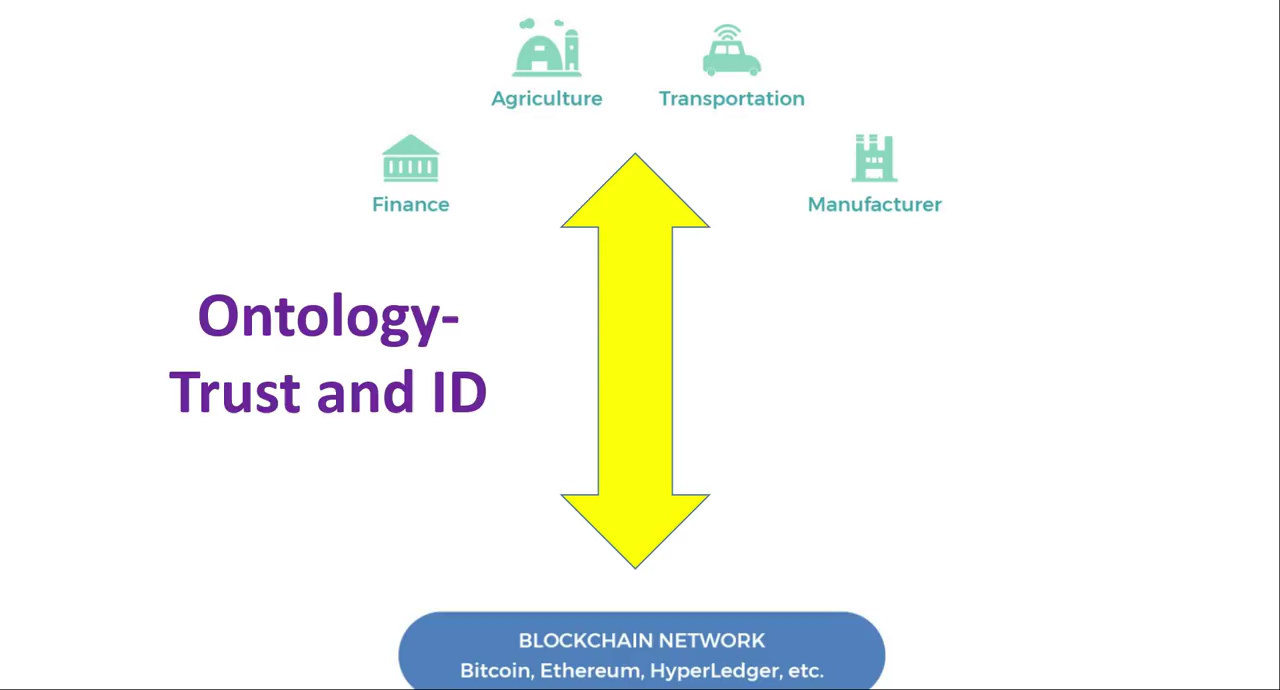 Agriculture
Transportation
Finance
Manufacturer
Ontology-
Trust and ID
BLOCKCHAIN NETWORK
Bitcoin, Ethereum, HyperLedger, etc.